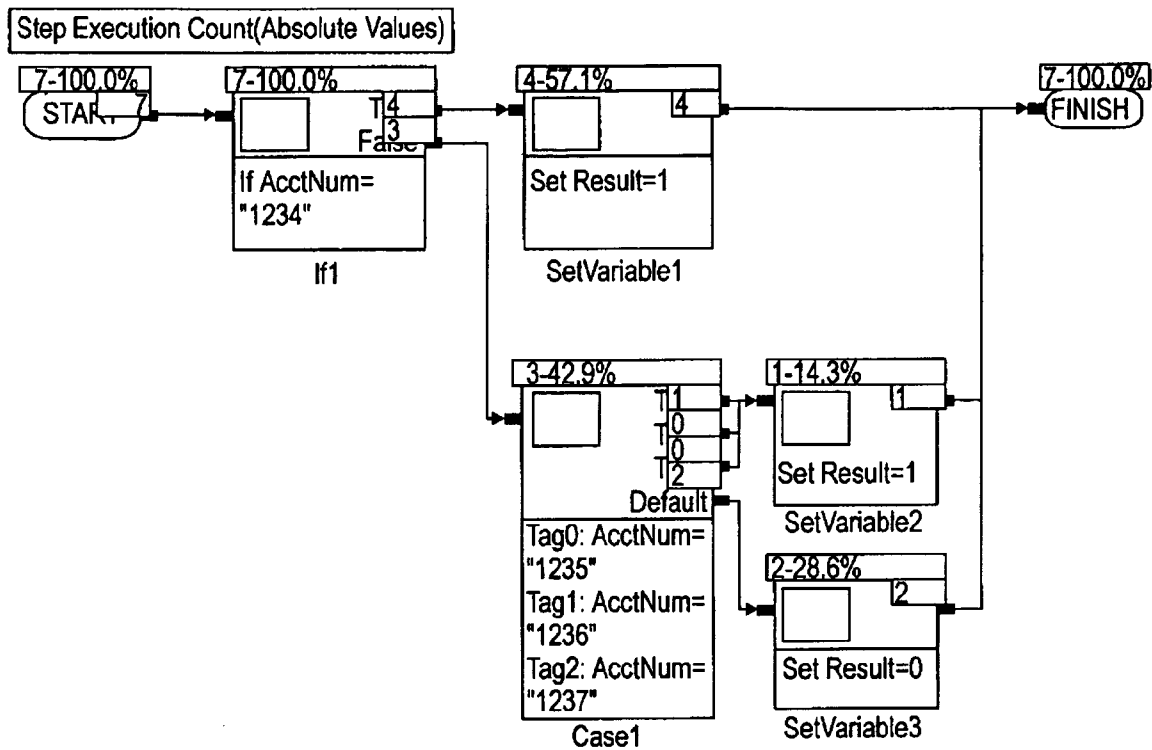 Step Execution Count(Absolute Values)
7-100.0%
START
7
7-100.0%
T
4
3
False
If AcctNum=
"1234"
If1
4-57.1%
4
Set Result=1
SetVariable1
7-100.0%
FINISH
3-42.9%
T
1
T
0
0
T
2
Default
Tag0: AcctNum=
"1235"
Tag1: AcctNum=
"1236"
Tag2: AcctNum=
"1237"
Case1
1-14.3%
1
Set Result=1
SetVariable2
2-28.6%
2
Set Result=0
SetVariable3